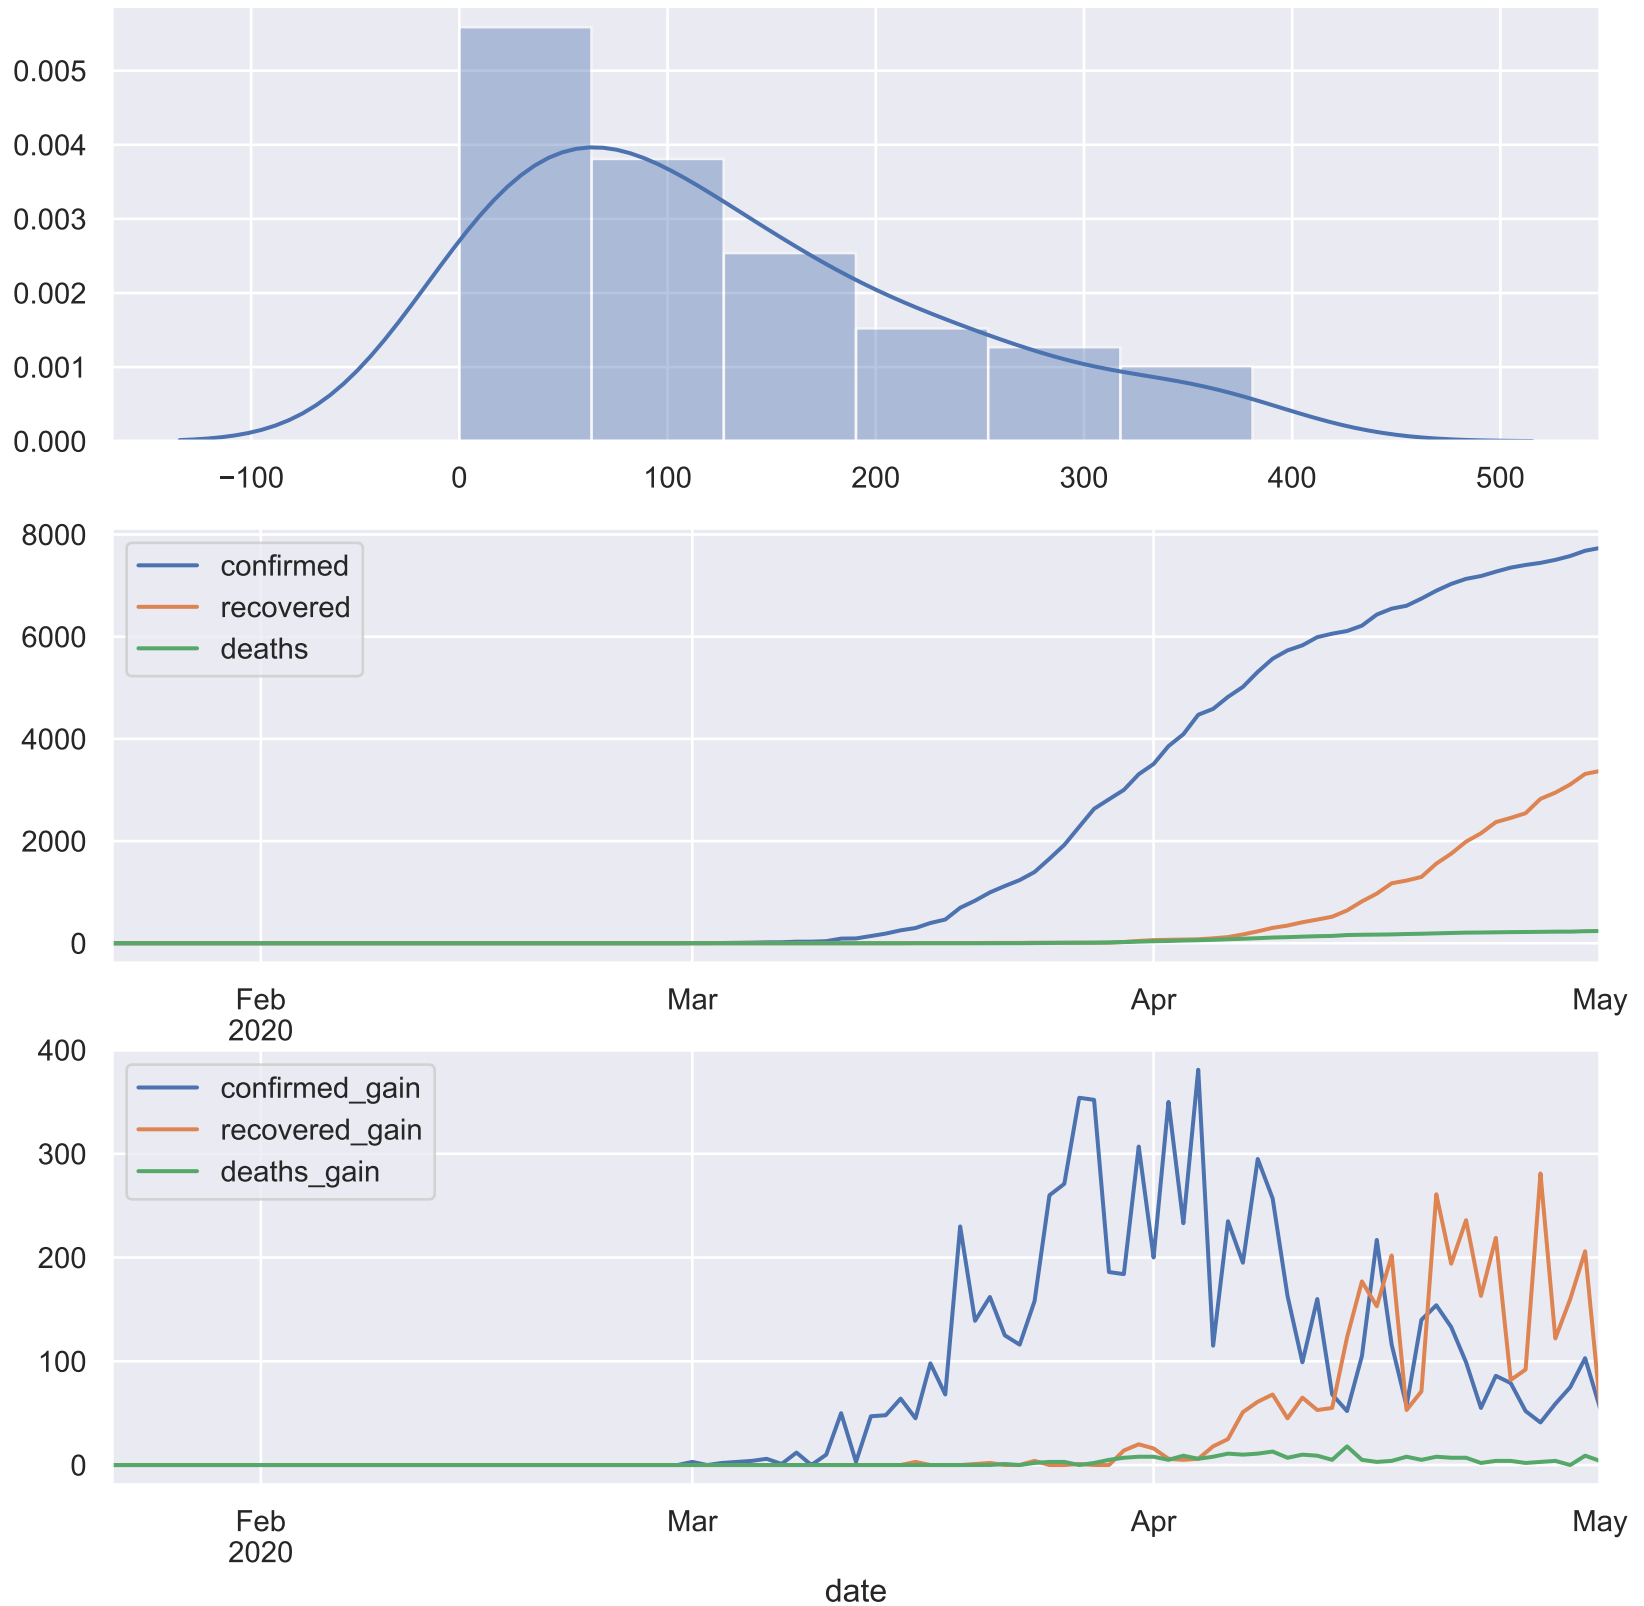 0.005
0.004
0.003
0.002
0.001
0.000
−100 0 100 200 300 400 500
8000
6000
4000
2000
0
confirmed
recovered
deaths
Feb Mar Apr May
2020
400
300
200
100
0
confirmed_gain
recovered_gain
deaths_gain
Feb Mar Apr May
2020
date